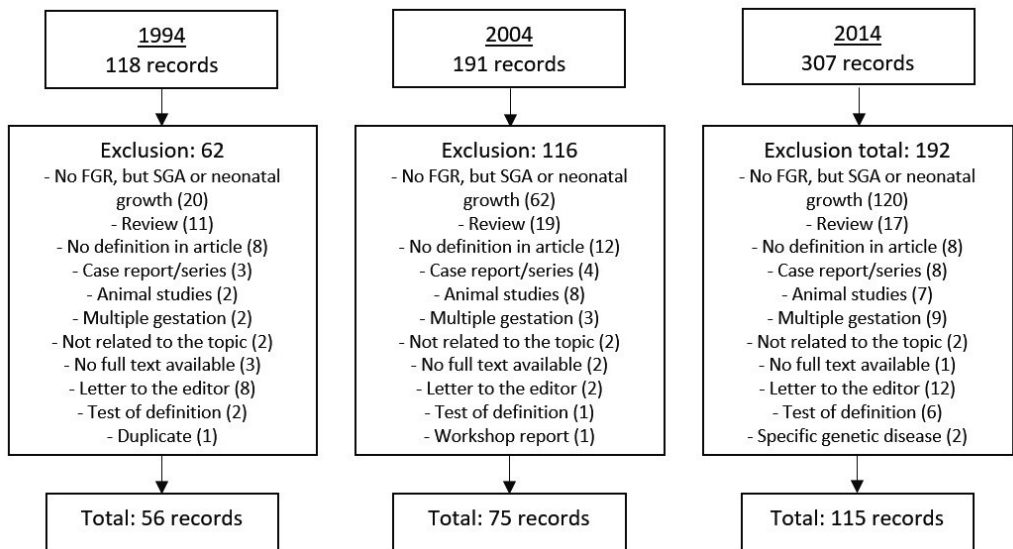 1994
118 records
Exclusion: 62
- No FGR, but SGA or neonatal
growth (20)
- Review (11)
- No definition in article (8)
- Case report/series (3)
- Animal studies (2)
- Multiple gestation (2)
- Not related to the topic (2)
- No full text available (3)
- Letter to the editor (8)
- Test of definition (2)
- Duplicate (1)
Total: 56 records
2004
191 records
Exclusion: 116
- No FGR, but SGA or neonatal
growth (62)
- Review (19)
- No definition in article (12)
- Case report/series (4)
- Animal studies (8)
- Multiple gestation (3)
- Not related to the topic (2)
- No full text available (2)
- Letter to the editor (2)
- Test of definition (1)
- Workshop report (1)
Total: 75 records
2014
307 records
Exclusion total: 192
- No FGR, but SGA or neonatal
growth (120)
- Review (17)
- No definition in article (8)
- Case report/series (8)
- Animal studies (7)
- Multiple gestation (9)
- Not related to the topic (2)
- No full text available (1)
- Letter to the editor (12)
- Test of definition (6)
- Specific genetic disease (2)
Total: 115 records